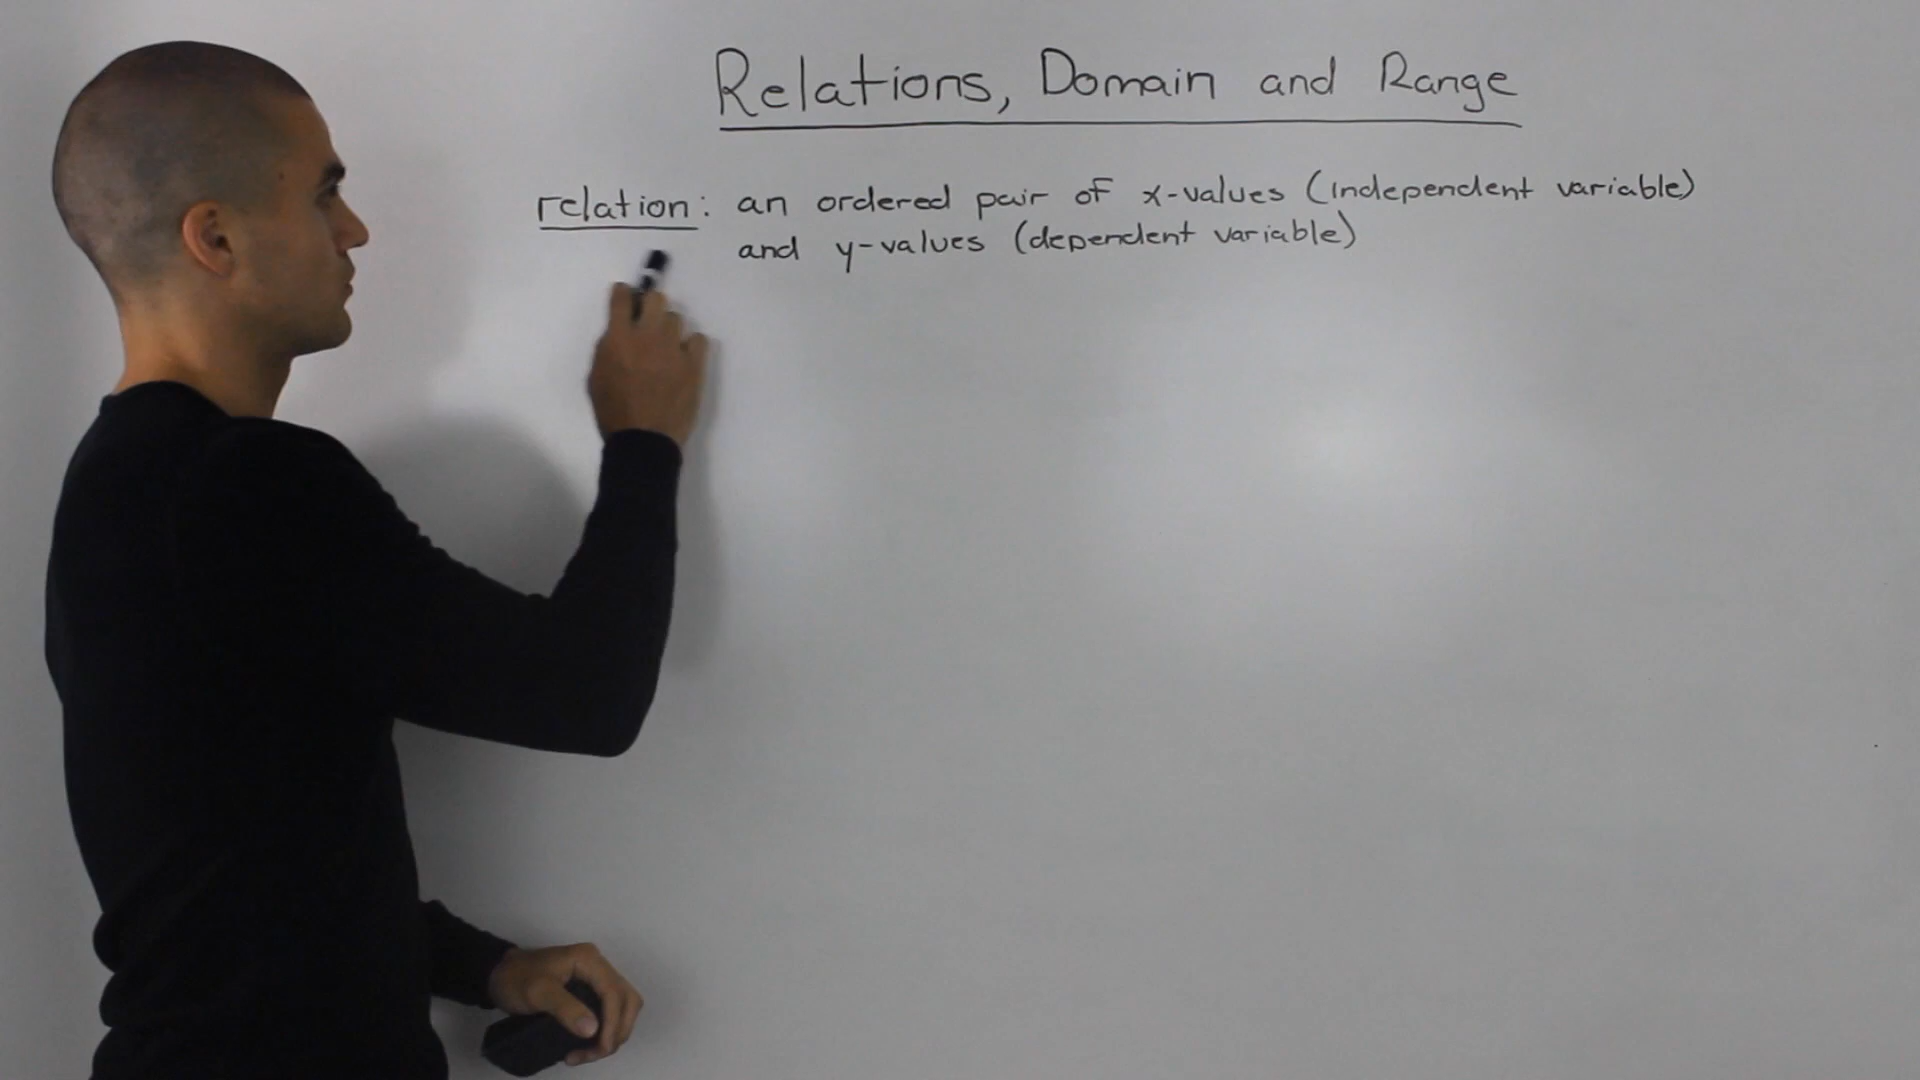 Relations, Domain and Range
relation: an ordered pair of x-values (independent variable)
and y-values (dependent variable)